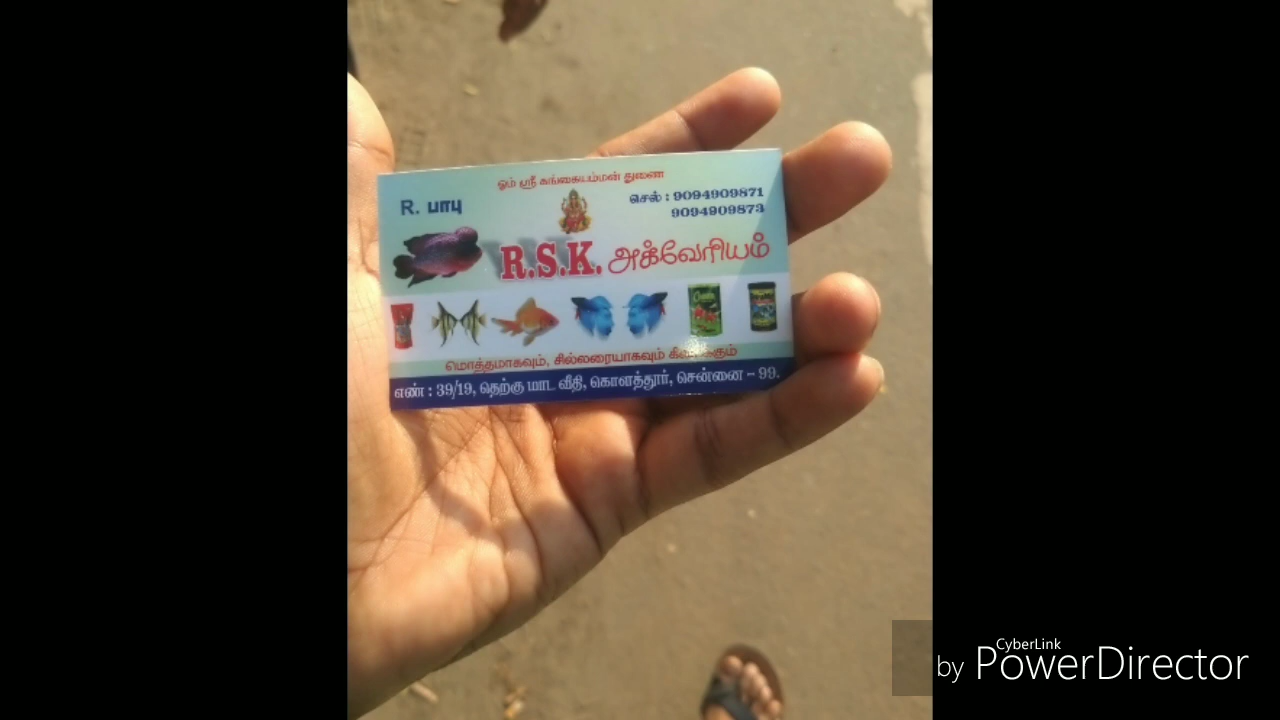 ஓம் ஸ்ரீ கங்கையம்மன் துணை
R. பாபு
செல் : 9094909871
9094909873
R.S.K. அக்வேரியம்
மொத்தமாகவும், சில்லரையாகவும்
எண் : 39/19, தெற்கு மாட வீதி, கொளத்தூர், சென்னை - 99.
CyberLink
by PowerDirector